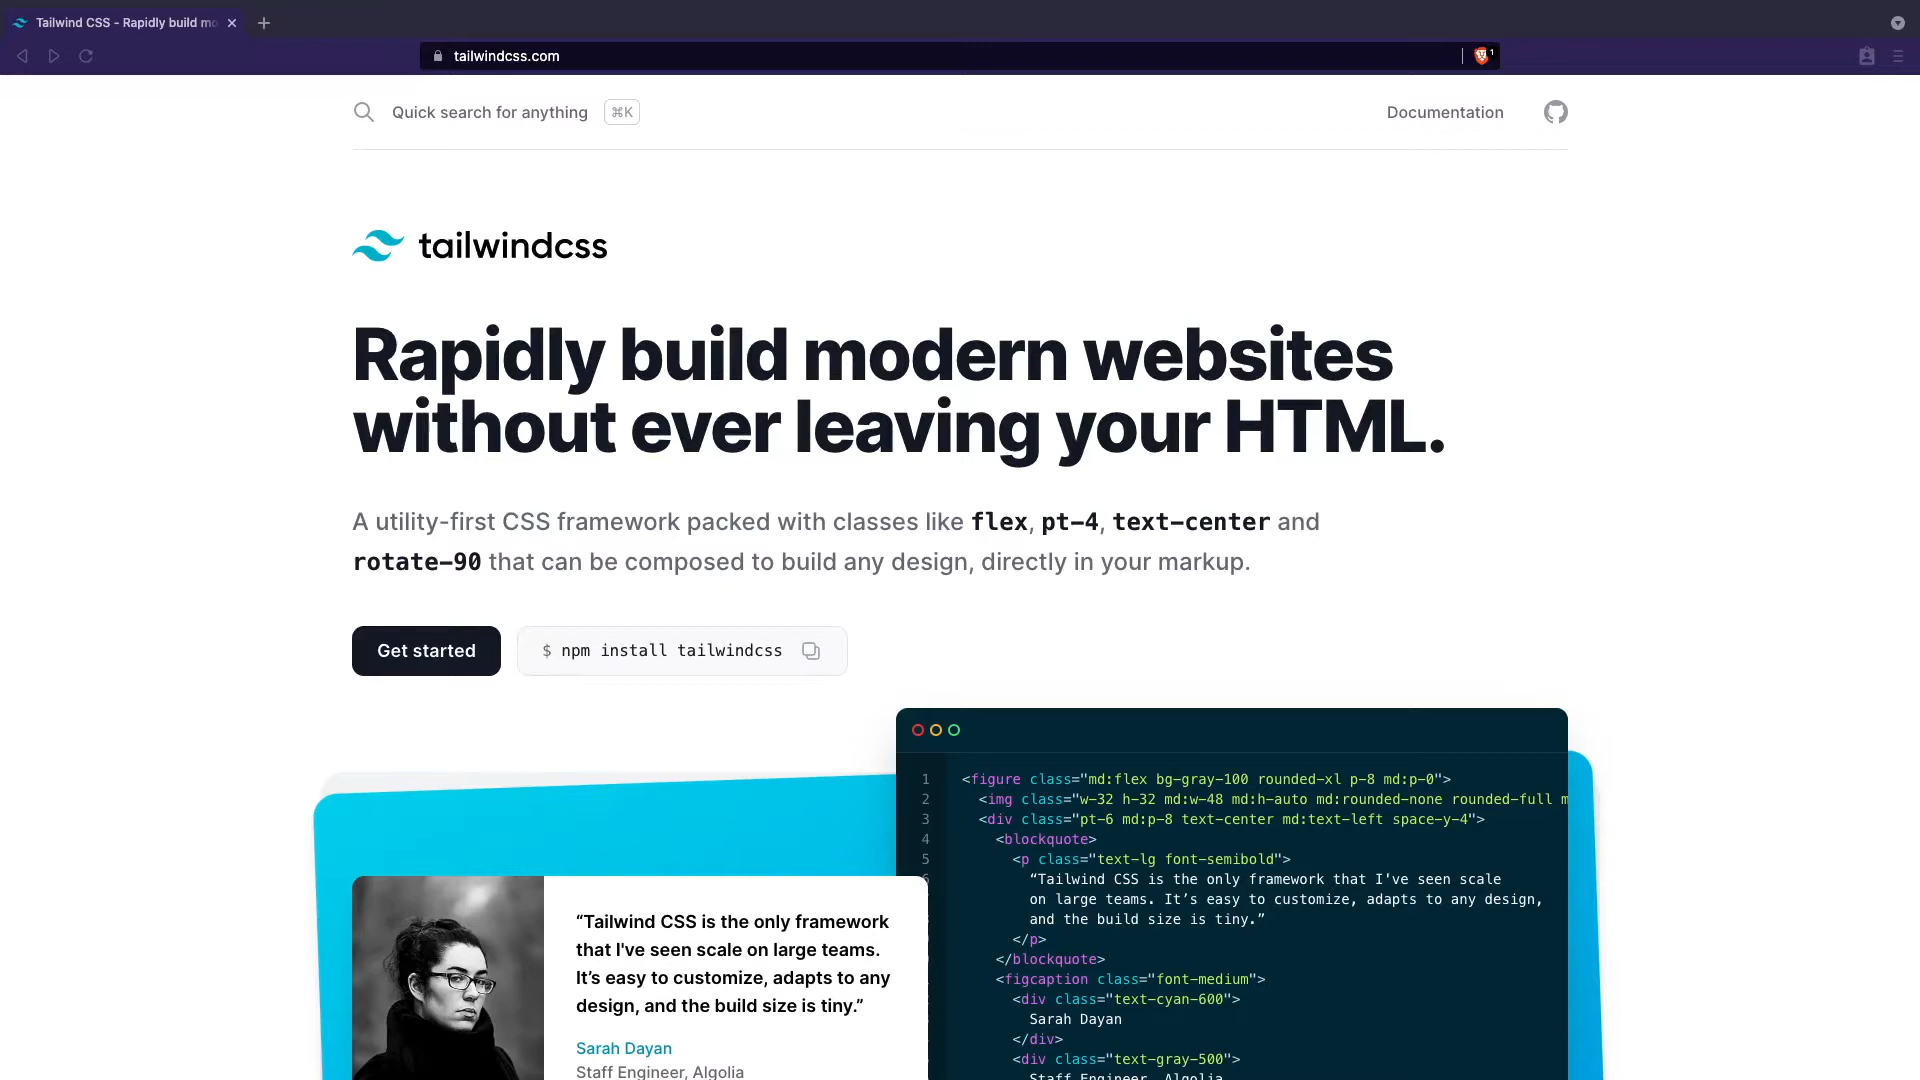 Tailwind CSS - Rapidly build mo
tailwindcss.com
1
Quick search for anything
⌘K
Documentation
tailwindcss
Rapidly build modern websites
without ever leaving your HTML.
A utility-first CSS framework packed with classes like flex, pt-4, text-center and
rotate-90 that can be composed to build any design, directly in your markup.
Get started
$ npm install tailwindcss
1 <figure class="md:flex bg-gray-100 rounded-xl p-8 md:p-0">
2 <img class="w-32 h-32 md:w-48 md:h-auto md:rounded-none rounded-full m
3 <div class="pt-6 md:p-8 text-center md:text-left space-y-4">
4 <blockquote>
5 <p class="text-lg font-semibold">
“Tailwind CSS is the only framework that I've seen scale
on large teams. It’s easy to customize, adapts to any design,
and the build size is tiny.”
</p>
</blockquote>
<figcaption class="font-medium">
<div class="text-cyan-600">
Sarah Dayan
</div>
<div class="text-gray-500">
Staff Engineer, Algolia
“Tailwind CSS is the only framework
that I've seen scale on large teams.
It’s easy to customize, adapts to any
design, and the build size is tiny.”
Sarah Dayan
Staff Engineer, Algolia